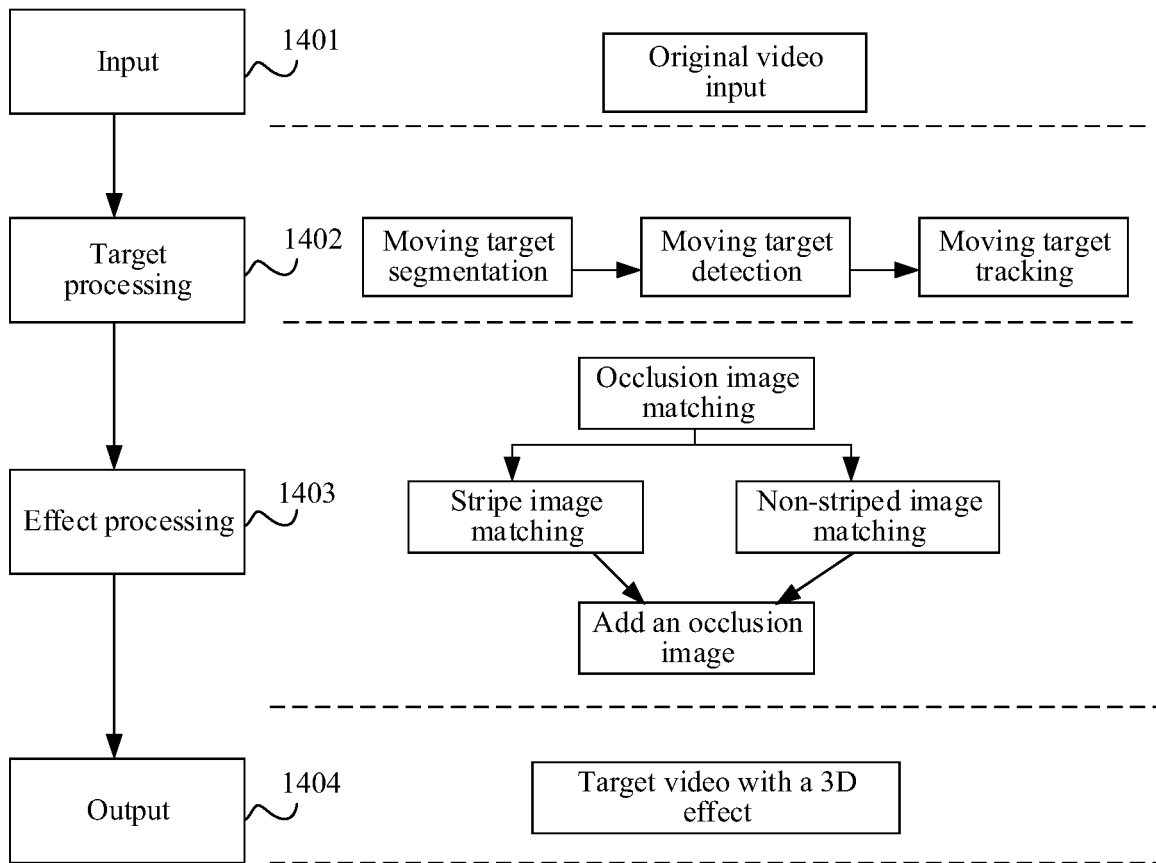 Input
1401
Original video
input
Target
processing
1402
Moving target
segmentation
Moving target
detection
Moving target
tracking
Effect processing
1403
Occlusion image
matching
Stripe image
matching
Non-striped image
matching
Add an occlusion
image
Output
1404
Target video with a 3D
effect